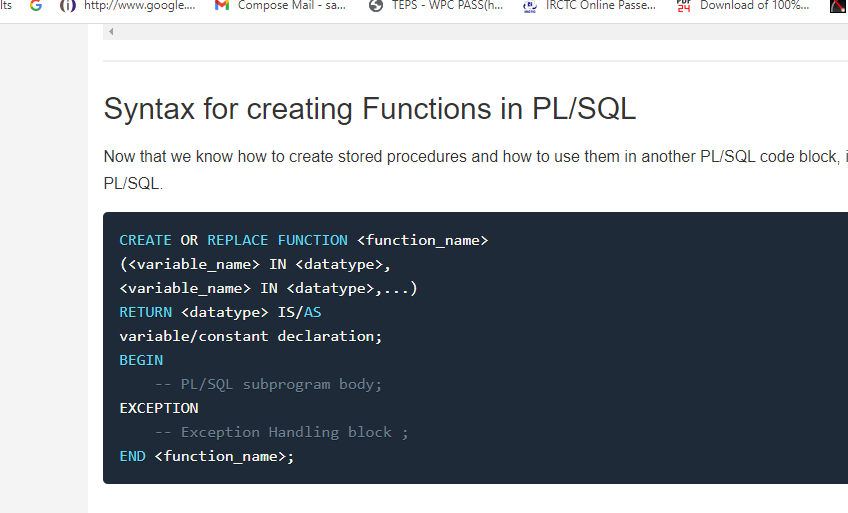 lts http://www.google.... Compose Mail - sa... TEPS - WPC PASS(h... IRCTC Online Passe... PDF 24 Download of 100%...
Syntax for creating Functions in PL/SQL
Now that we know how to create stored procedures and how to use them in another PL/SQL code block, i
PL/SQL.
CREATE OR REPLACE FUNCTION <function_name>
(<variable_name> IN <datatype>,
<variable_name> IN <datatype>,...)
RETURN <datatype> IS/AS
variable/constant declaration;
BEGIN
-- PL/SQL subprogram body;
EXCEPTION
-- Exception Handling block ;
END <function_name>;